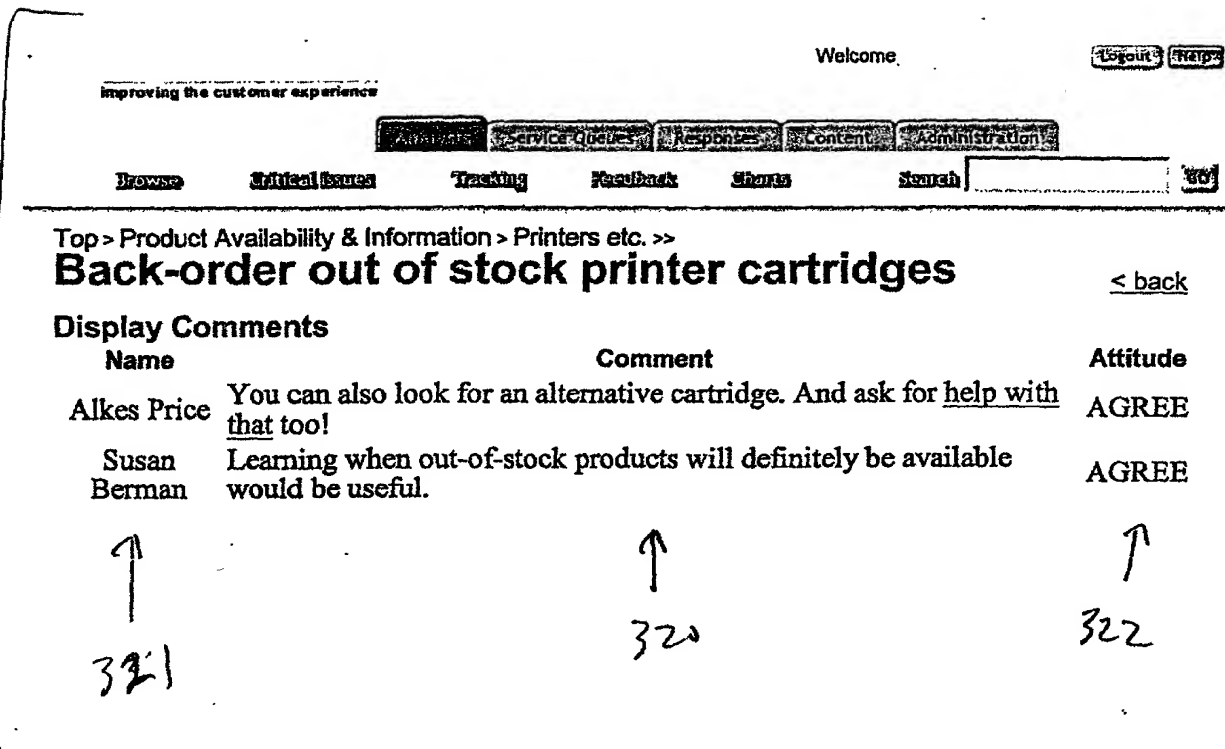 Welcome
Logout Help
improving the customer experience
Analysis Service Queues Responses Content Administration
Browse Critical Issues Tracking Feedback Charts Search GO
Top > Product Availability & Information > Printers etc. >>
Back-order out of stock printer cartridges
< back
Display Comments
Name Comment Attitude
Alkes Price You can also look for an alternative cartridge. And ask for help with that too! AGREE
Susan Berman Learning when out-of-stock products will definitely be available would be useful. AGREE
321 320 322